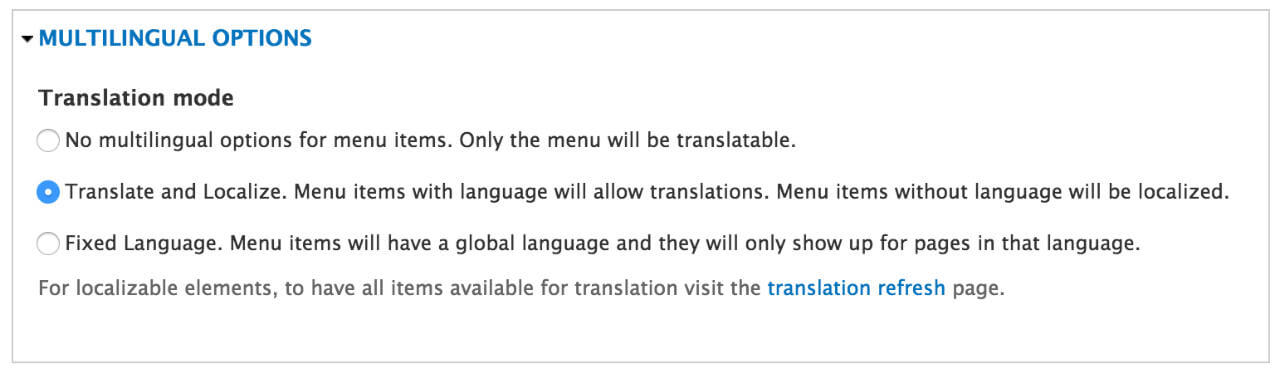 MULTILINGUAL OPTIONS
Translation mode
No multilingual options for menu items. Only the menu will be translatable.
Translate and Localize. Menu items with language will allow translations. Menu items without language will be localized.
Fixed Language. Menu items will have a global language and they will only show up for pages in that language.
For localizable elements, to have all items available for translation visit the translation refresh page.